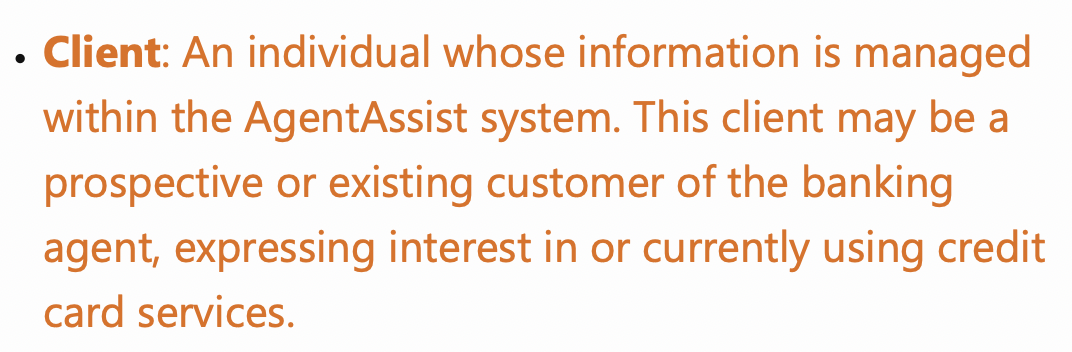 • Client: An individual whose information is managed
within the AgentAssist system. This client may be a
prospective or existing customer of the banking
agent, expressing interest in or currently using credit
card services.